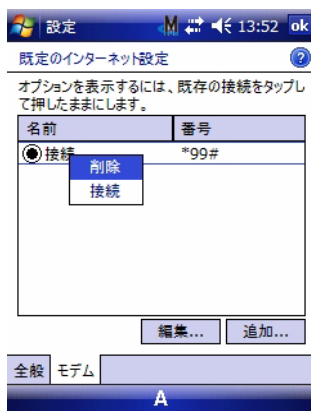 設定 13:52 ok
既定のインターネット設定
オプションを表示するには、既存の接続をタップし
て押したままにします。
名前 番号
接続 *99#
削除
接続
編集... 追加...
全般 モデム
A